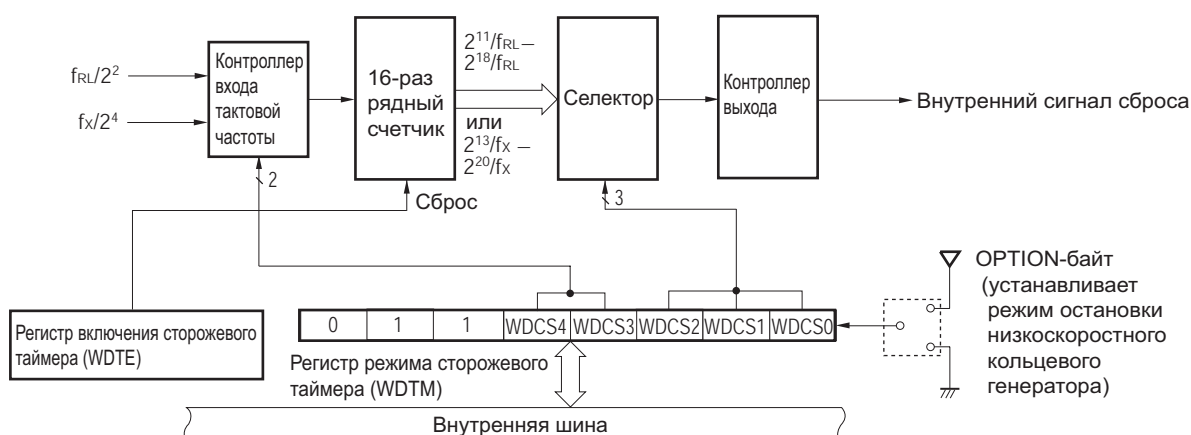 fRL/2²
fX/2⁴
Контроллер
входа
тактовой
частоты
2
16-раз
рядный
счетчик
Сброс
2¹¹/fRL –
2¹⁸/fRL
или
2¹³/fX –
2²⁰/fX
Селектор
3
Контроллер
выхода
Внутренний сигнал сброса
Регистр включения сторожевого
таймера (WDTE)
0 1 1 WDCS4 WDCS3 WDCS2 WDCS1 WDCS0
Регистр режима сторожевого
таймера (WDTM)
OPTION-байт
(устанавливает
режим остановки
низкоскоростного
кольцевого
генератора)
Внутренняя шина